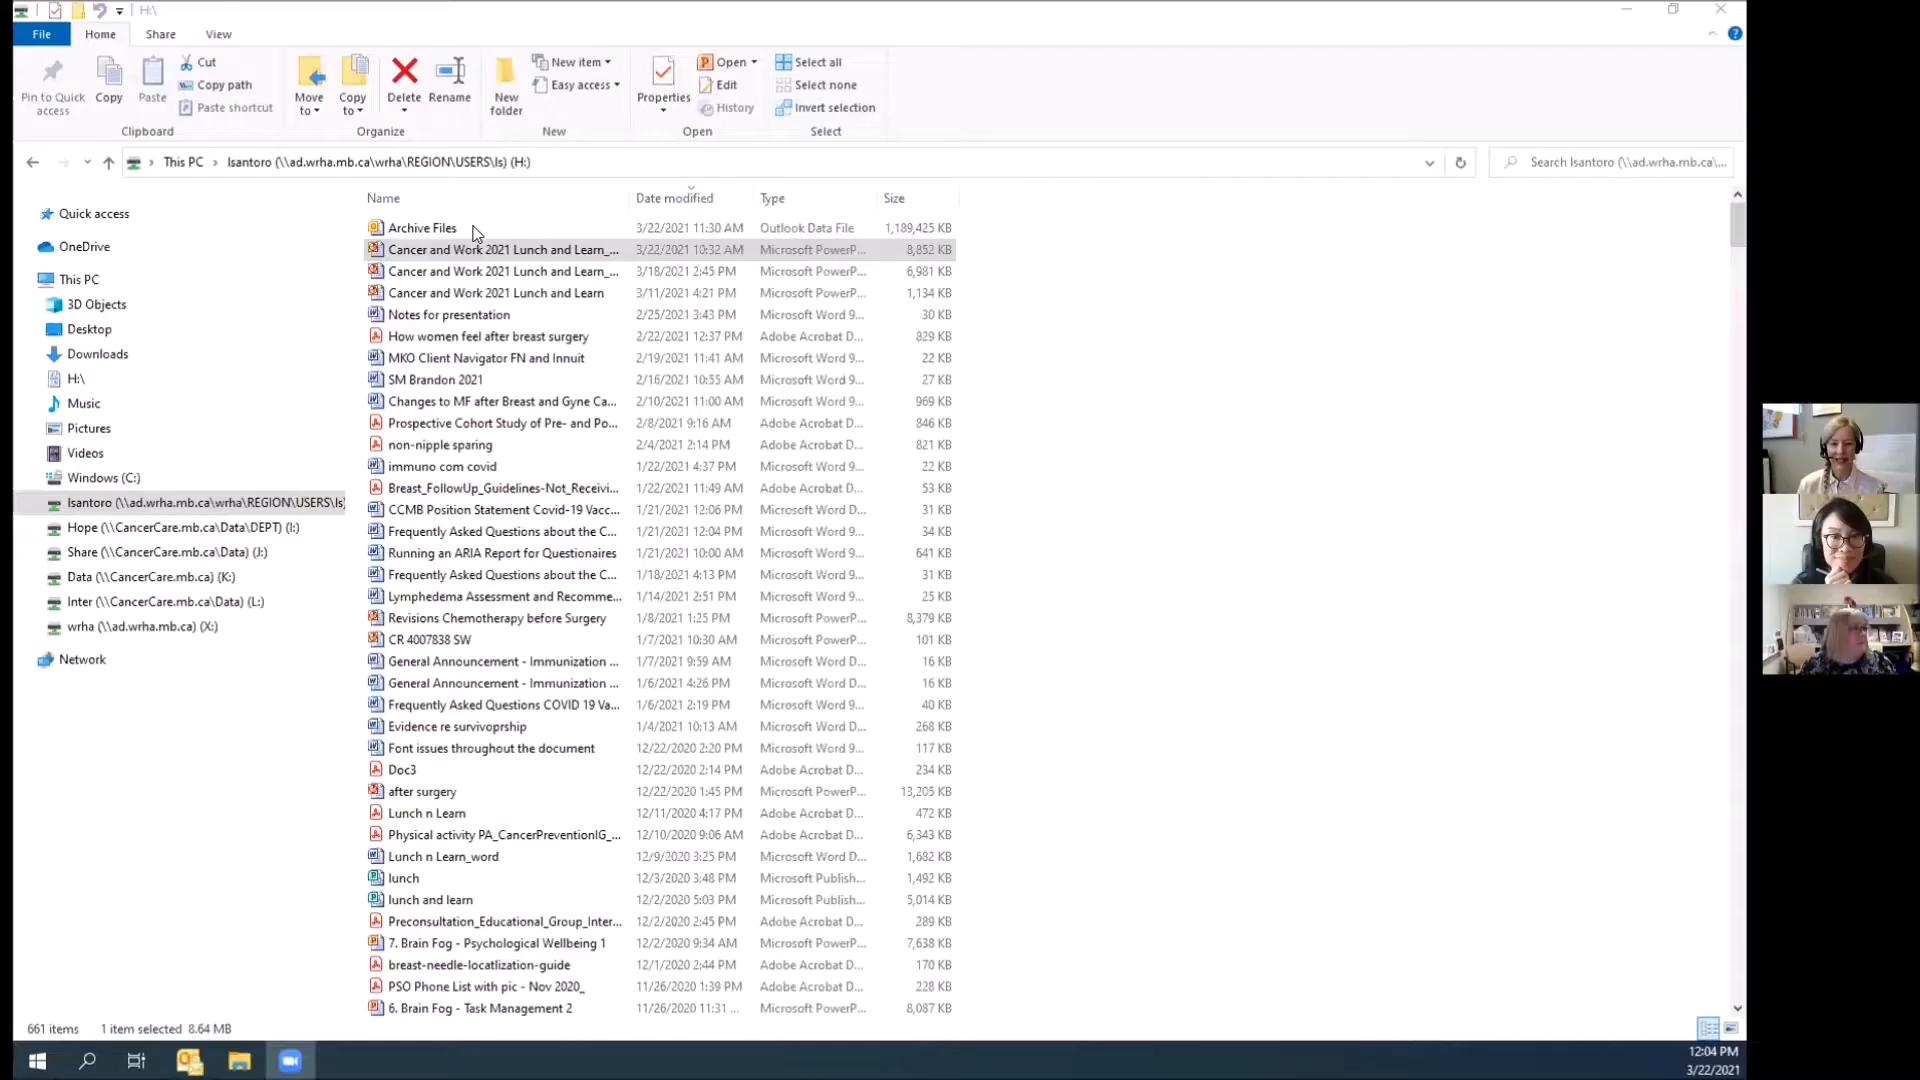 H:\
File Home Share View
Pin to Quick access Copy Paste Cut Copy path Paste shortcut Move to Copy to Delete Rename New folder New item Easy access Properties Open Edit History Select all Select none Invert selection
Clipboard Organize New Open Select
This PC > lsantoro (\\ad.wrha.mb.ca\wrha\REGION\USERS\ls) (H:) Search lsantoro (\\ad.wrha.mb.ca\...
Name Date modified Type Size
Quick access
OneDrive
This PC
3D Objects
Desktop
Downloads
H:\
Music
Pictures
Videos
Windows (C:)
lsantoro (\\ad.wrha.mb.ca\wrha\REGION\USERS\ls)
Hope (\\CancerCare.mb.ca\Data\DEPT) (I:)
Share (\\CancerCare.mb.ca\Data) (J:)
Data (\\CancerCare.mb.ca) (K:)
Inter (\\CancerCare.mb.ca\Data) (L:)
wrha (\\ad.wrha.mb.ca) (X:)
Network
Archive Files 3/22/2021 11:30 AM Outlook Data File 1,189,425 KB
Cancer and Work 2021 Lunch and Learn_... 3/22/2021 10:32 AM Microsoft PowerP... 8,852 KB
Cancer and Work 2021 Lunch and Learn_... 3/18/2021 2:45 PM Microsoft PowerP... 6,981 KB
Cancer and Work 2021 Lunch and Learn 3/11/2021 4:21 PM Microsoft PowerP... 1,134 KB
Notes for presentation 2/25/2021 3:43 PM Microsoft Word 9... 30 KB
How women feel after breast surgery 2/22/2021 12:37 PM Adobe Acrobat D... 829 KB
MKO Client Navigator FN and Innuit 2/19/2021 11:41 AM Microsoft Word 9... 22 KB
SM Brandon 2021 2/16/2021 10:55 AM Microsoft Word 9... 27 KB
Changes to MF after Breast and Gyne Ca... 2/10/2021 11:00 AM Microsoft Word 9... 969 KB
Prospective Cohort Study of Pre- and Po... 2/8/2021 9:16 AM Adobe Acrobat D... 846 KB
non-nipple sparing 2/4/2021 2:14 PM Adobe Acrobat D... 821 KB
immuno com covid 1/22/2021 4:37 PM Microsoft Word 9... 22 KB
Breast_FollowUp_Guidelines-Not_Receivi... 1/22/2021 11:49 AM Adobe Acrobat D... 53 KB
CCMB Position Statement Covid-19 Vacc... 1/21/2021 12:06 PM Microsoft Word 9... 31 KB
Frequently Asked Questions about the C... 1/21/2021 12:04 PM Microsoft Word 9... 34 KB
Running an ARIA Report for Questionaires 1/21/2021 10:00 AM Microsoft Word 9... 641 KB
Frequently Asked Questions about the C... 1/18/2021 4:13 PM Microsoft Word 9... 31 KB
Lymphedema Assessment and Recomme... 1/14/2021 2:51 PM Microsoft Word 9... 25 KB
Revisions Chemotherapy before Surgery 1/8/2021 1:25 PM Microsoft PowerP... 8,379 KB
CR 4007838 SW 1/7/2021 10:30 AM Microsoft PowerP... 101 KB
General Announcement - Immunization ... 1/7/2021 9:59 AM Microsoft Word D... 16 KB
General Announcement - Immunization ... 1/6/2021 4:26 PM Microsoft Word D... 16 KB
Frequently Asked Questions COVID 19 Va... 1/6/2021 2:19 PM Microsoft Word 9... 40 KB
Evidence re survivoprship 1/4/2021 10:13 AM Microsoft Word D... 268 KB
Font issues throughout the document 12/22/2020 2:20 PM Microsoft Word 9... 117 KB
Doc3 12/22/2020 2:14 PM Adobe Acrobat D... 234 KB
after surgery 12/22/2020 1:45 PM Microsoft PowerP... 13,205 KB
Lunch n Learn 12/11/2020 4:17 PM Adobe Acrobat D... 472 KB
Physical activity PA_CancerPreventionIG_... 12/10/2020 9:06 AM Adobe Acrobat D... 6,343 KB
Lunch n Learn_word 12/9/2020 3:25 PM Microsoft Word D... 1,682 KB
lunch 12/3/2020 3:48 PM Microsoft Publish... 1,492 KB
lunch and learn 12/2/2020 5:03 PM Microsoft Publish... 5,014 KB
Preconsultation_Educational_Group_Inter... 12/2/2020 2:45 PM Adobe Acrobat D... 289 KB
7. Brain Fog - Psychological Wellbeing 1 12/2/2020 9:34 AM Microsoft PowerP... 7,638 KB
breast-needle-locatlization-guide 12/1/2020 2:44 PM Adobe Acrobat D... 170 KB
PSO Phone List with pic - Nov 2020_ 11/26/2020 1:39 PM Adobe Acrobat D... 228 KB
6. Brain Fog - Task Management 2 11/26/2020 11:31 ... Microsoft PowerP... 8,087 KB
661 items 1 item selected 8.64 MB
12:04 PM
3/22/2021